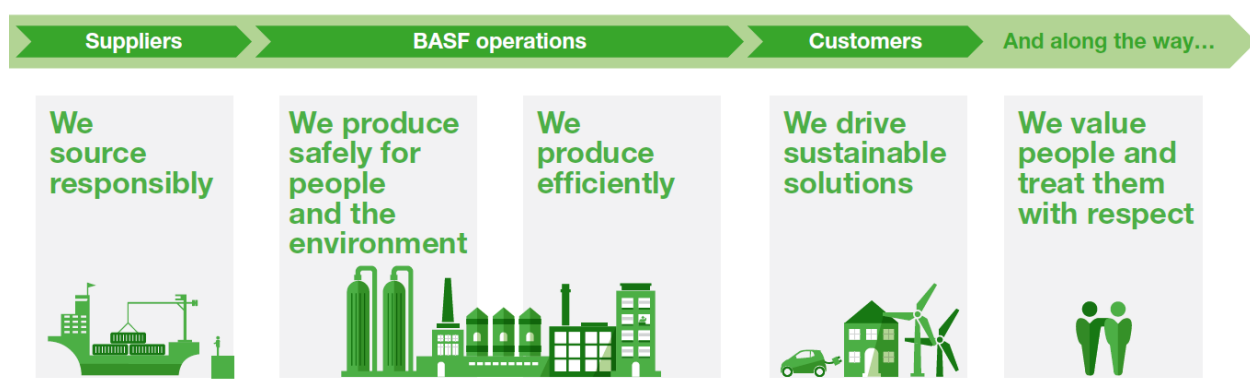 Suppliers
BASF operations
Customers
And along the way...
We
source
responsibly
We produce
safely for
people
and the
environment
We
produce
efficiently
We drive
sustainable
solutions
We value
people and
treat them
with respect